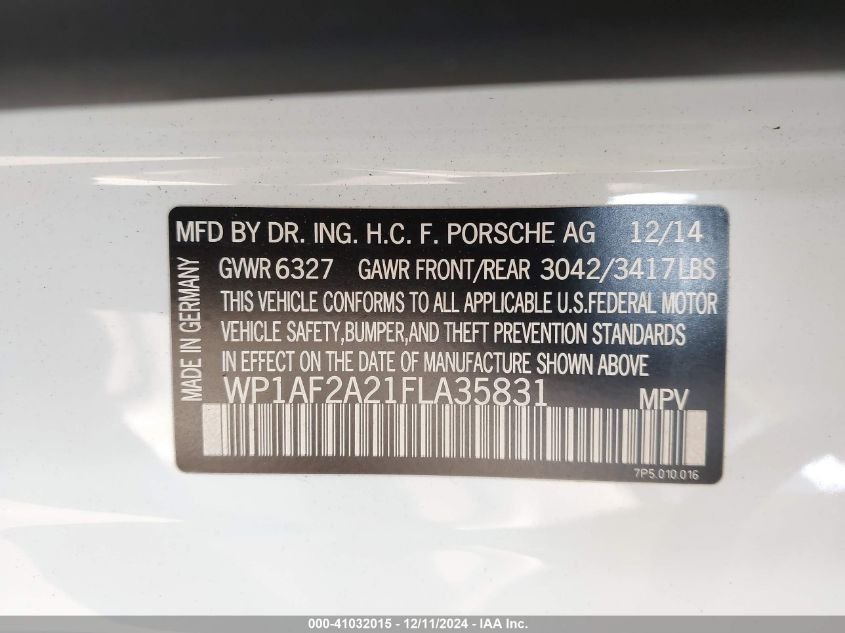 MFD BY DR. ING. H.C. F. PORSCHE AG 12/14
GVWR 6327 GAWR FRONT/REAR 3042/3417LBS
THIS VEHICLE CONFORMS TO ALL APPLICABLE U.S.FEDERAL MOTOR
VEHICLE SAFETY,BUMPER,AND THEFT PREVENTION STANDARDS
IN EFFECT ON THE DATE OF MANUFACTURE SHOWN ABOVE
WP1AF2A21FLA35831 MPV
MADE IN GERMANY
7P5.010.016
000-41032015 - 12/11/2024 - IAA Inc.